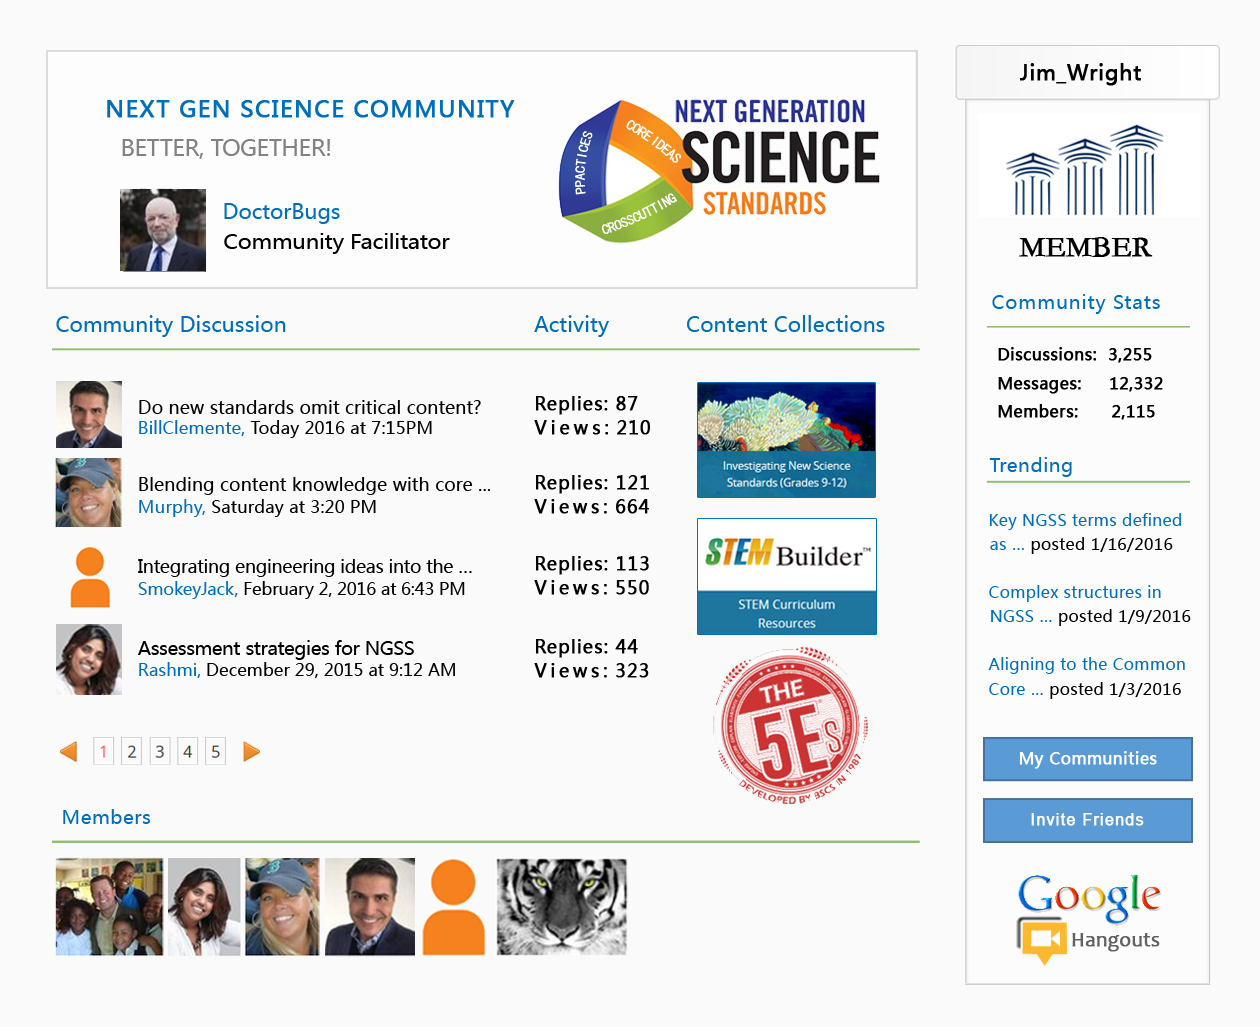 NEXT GEN SCIENCE COMMUNITY
BETTER, TOGETHER!
DoctorBugs
Community Facilitator
PPACTICES
CORE IDEAS
CROSSCUTTING
NEXT GENERATION
SCIENCE
STANDARDS
Community Discussion
Do new standards omit critical content?
BillClemente, Today 2016 at 7:15PM
Blending content knowledge with core ...
Murphy, Saturday at 3:20 PM
Integrating engineering ideas into the ...
SmokeyJack, February 2, 2016 at 6:43 PM
Assessment strategies for NGSS
Rashmi, December 29, 2015 at 9:12 AM
1 2 3 4 5
Activity
Replies: 87
Views: 210
Replies: 121
Views: 664
Replies: 113
Views: 550
Replies: 44
Views: 323
Content Collections
Investigating New Science
Standards (Grades 9-12)
STEM Builder™
STEM Curriculum
Resources
THE
5Es
DEVELOPED BY BSCS IN 1987
Members
Jim_Wright
MEMBER
Community Stats
Discussions: 3,255
Messages: 12,332
Members: 2,115
Trending
Key NGSS terms defined
as ... posted 1/16/2016
Complex structures in
NGSS ... posted 1/9/2016
Aligning to the Common
Core ... posted 1/3/2016
My Communities
Invite Friends
Google
Hangouts